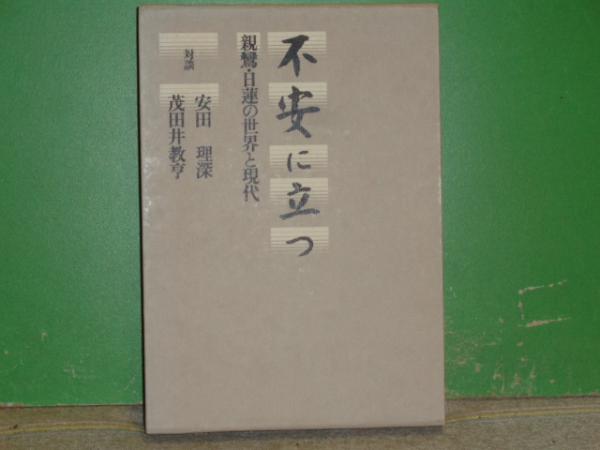 不安に立つ
親鸞・日蓮の世界と現代
対談
安田 理深
茂田井教亨